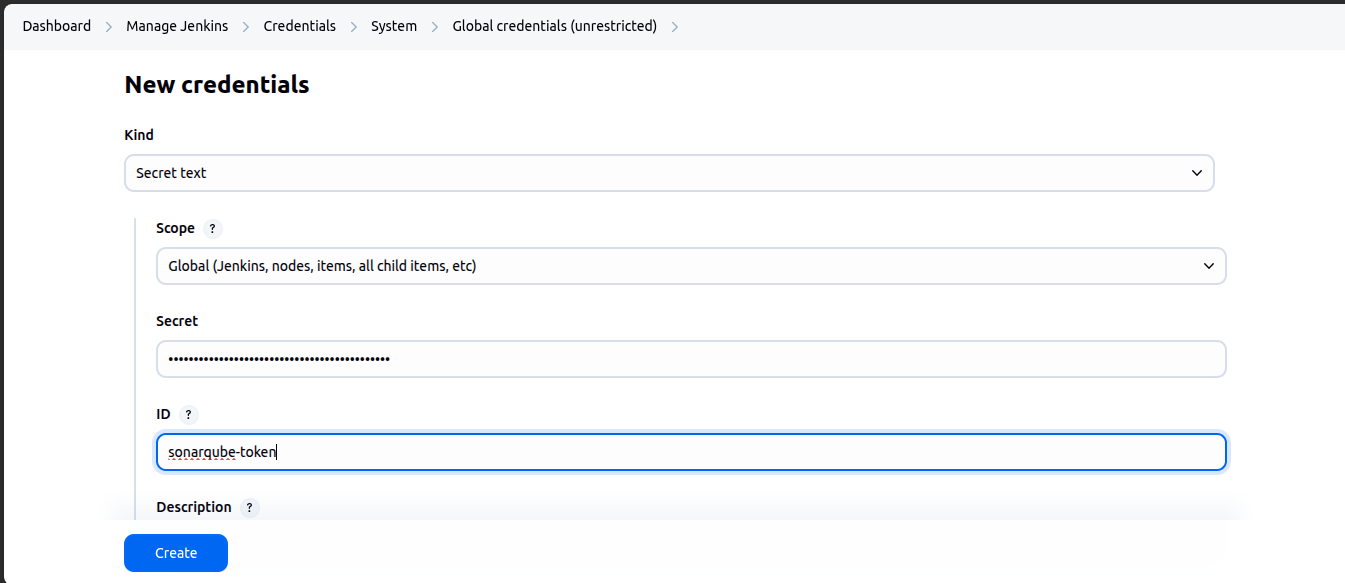 Dashboard > Manage Jenkins > Credentials > System > Global credentials (unrestricted) >
New credentials
Kind
Secret text
Scope ?
Global (Jenkins, nodes, items, all child items, etc)
Secret
••••••••••••••••••••••••••••••••••••••••••••
ID ?
sonarqube-token
Description ?
Create